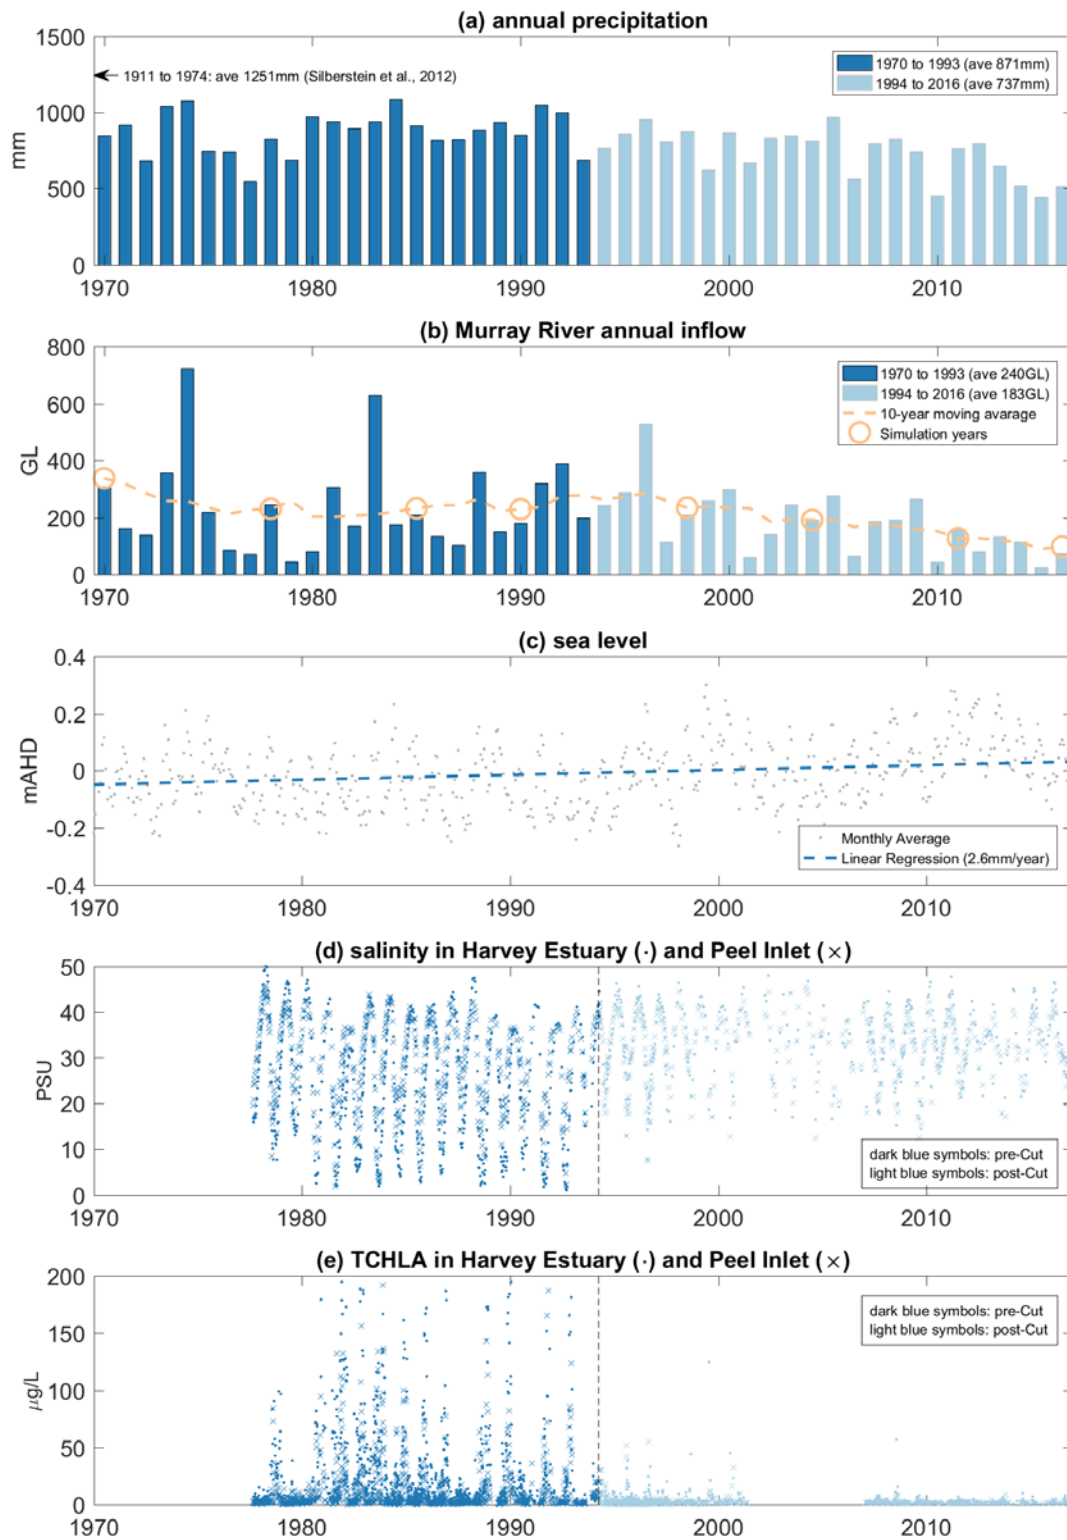 (a) annual precipitation
1500
1000
500
0
mm
1911 to 1974: ave 1251mm (Silberstein et al., 2012)
1970 to 1993 (ave 871mm)
1994 to 2016 (ave 737mm)
1970 1980 1990 2000 2010
(b) Murray River annual inflow
800
600
400
200
0
GL
1970 to 1993 (ave 240GL)
1994 to 2016 (ave 183GL)
10-year moving avarage
Simulation years
1970 1980 1990 2000 2010
(c) sea level
0.4
0.2
0
-0.2
-0.4
mAHD
Monthly Average
Linear Regression (2.6mm/year)
1970 1980 1990 2000 2010
(d) salinity in Harvey Estuary (·) and Peel Inlet (×)
50
40
30
20
10
0
PSU
dark blue symbols: pre-Cut
light blue symbols: post-Cut
1970 1980 1990 2000 2010
(e) TCHLA in Harvey Estuary (·) and Peel Inlet (×)
200
150
100
50
0
μg/L
dark blue symbols: pre-Cut
light blue symbols: post-Cut
1970 1980 1990 2000 2010